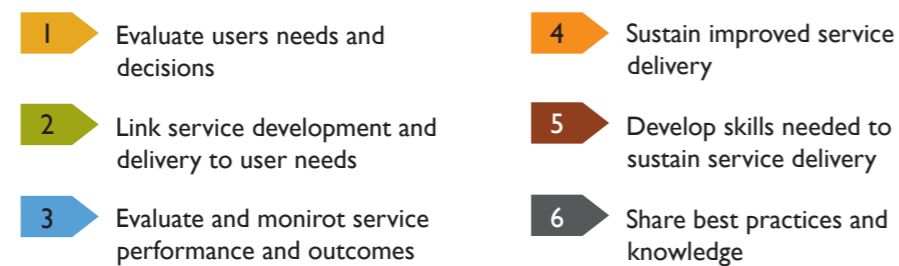 1
Evaluate users needs and
decisions
2
Link service development and
delivery to user needs
3
Evaluate and monirot service
performance and outcomes
4
Sustain improved service
delivery
5
Develop skills needed to
sustain service delivery
6
Share best practices and
knowledge